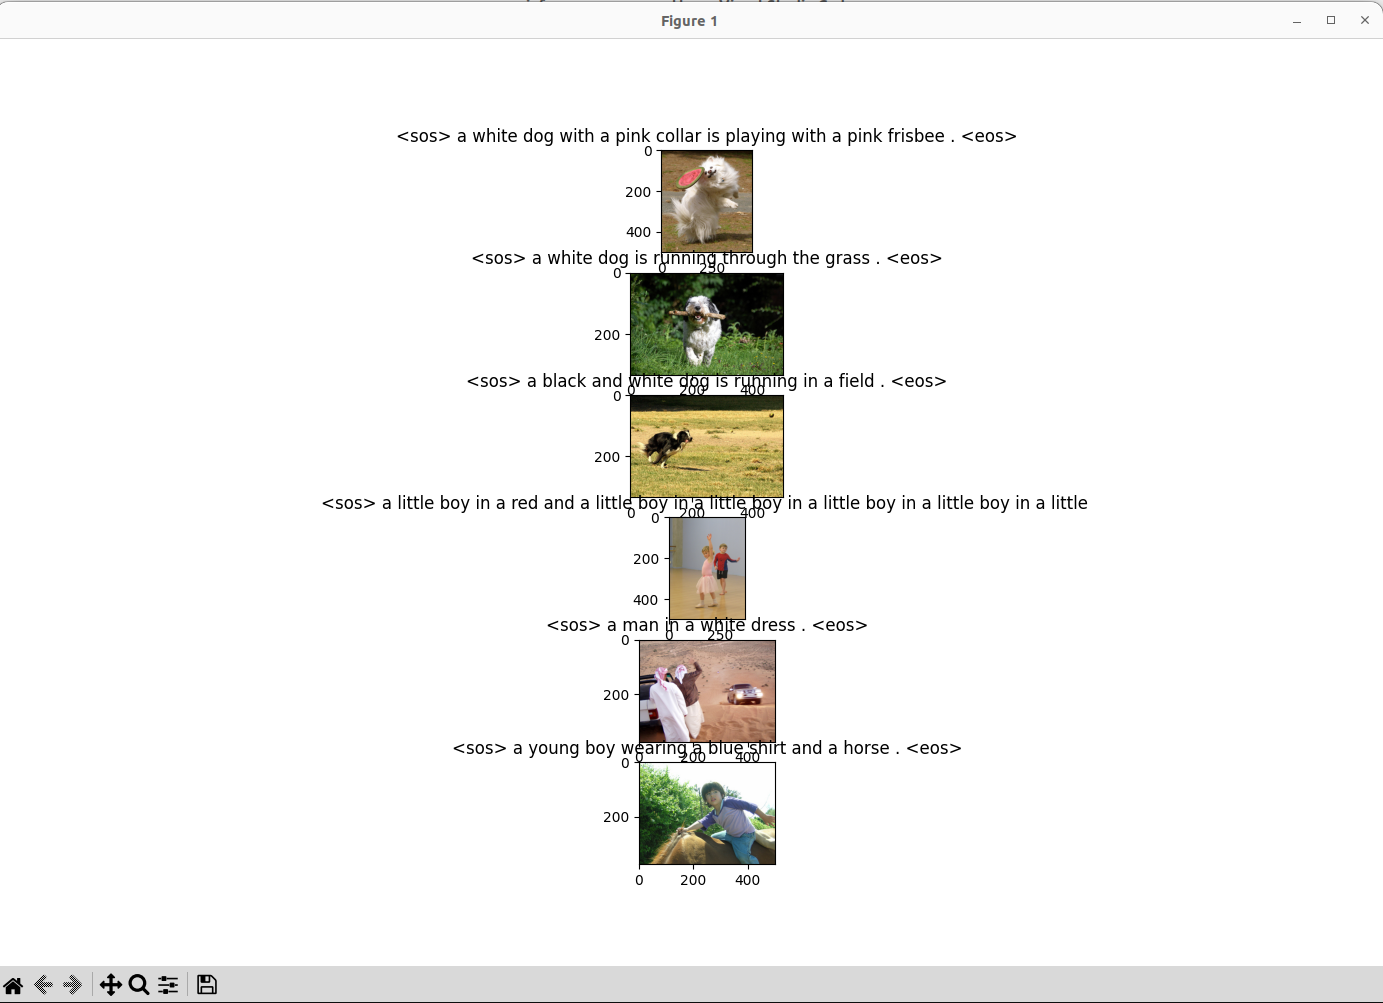 Figure 1
<sos> a white dog with a pink collar is playing with a pink frisbee . <eos>
0
200
400
0 250
<sos> a white dog is running through the grass . <eos>
0
200
0 200 400
<sos> a black and white dog is running in a field . <eos>
0
200
0 200 400
<sos> a little boy in a red and a little boy in a little boy in a little boy in a little boy in a little
0
200
400
0 250
<sos> a man in a white dress . <eos>
0
200
0 200 400
<sos> a young boy wearing a blue shirt and a horse . <eos>
0
200
0 200 400